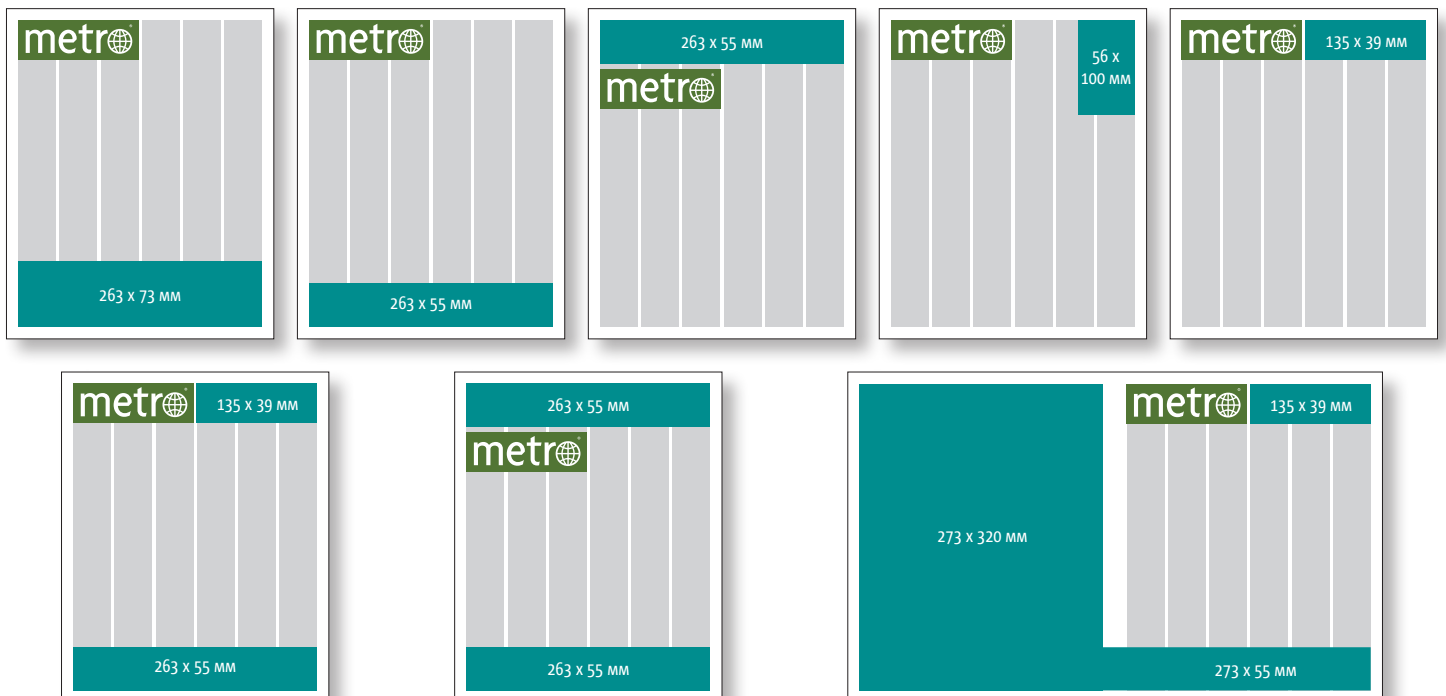 metro
263 x 73 мм
metro
263 x 55 мм
263 x 55 мм
metro
metro
56 x
100 мм
metro
135 x 39 мм
metro
135 x 39 мм
263 x 55 мм
263 x 55 мм
metro
263 x 55 мм
metro
135 x 39 мм
273 x 320 мм
273 x 55 мм